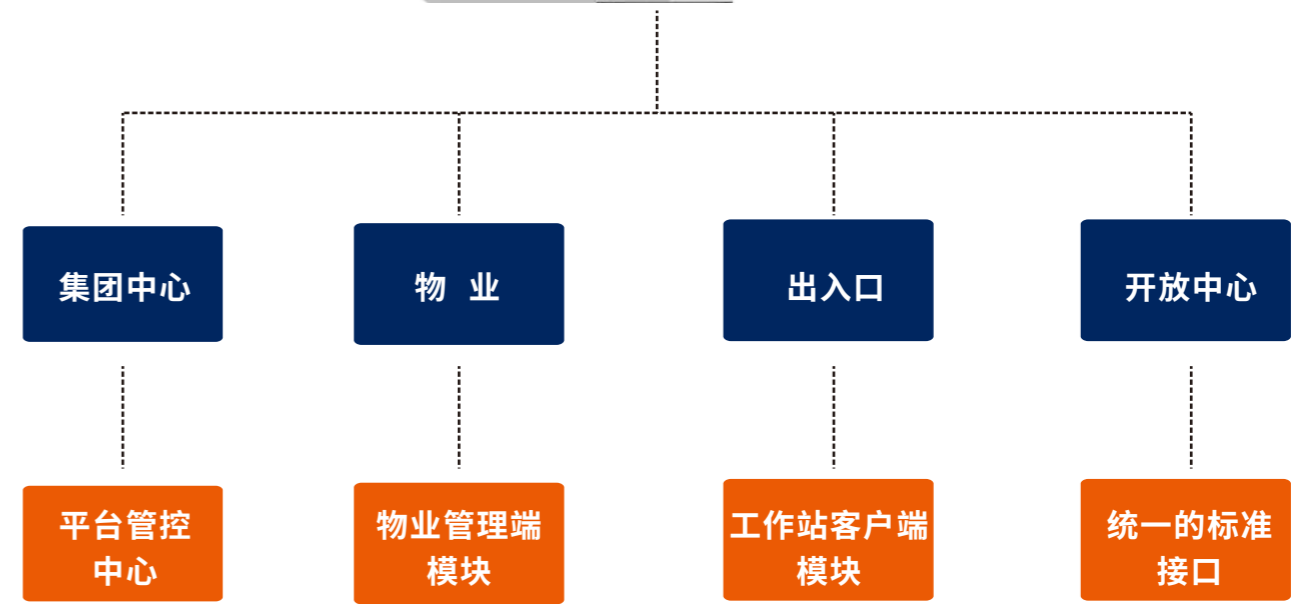 集团中心
物 业
出入口
开放中心
平台管控
中心
物业管理端
模块
工作站客户端
模块
统一的标准
接口